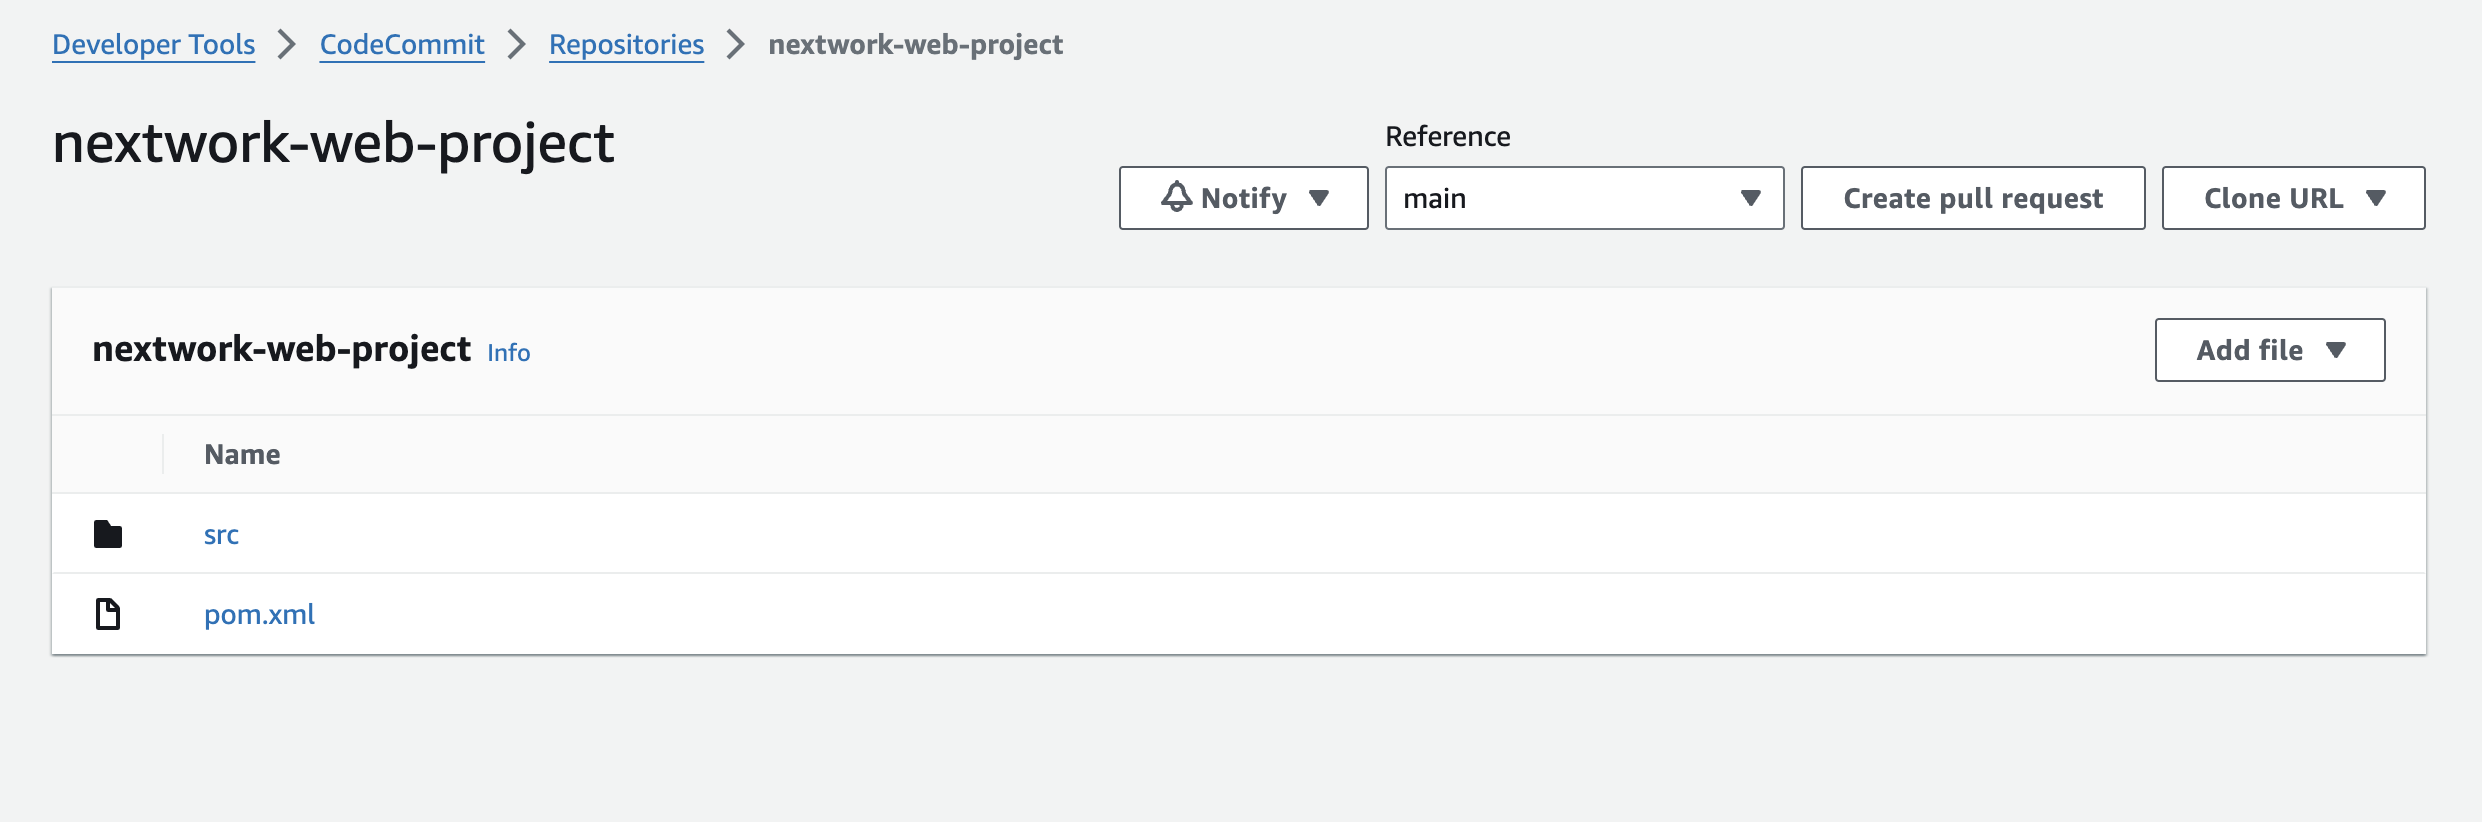 Developer Tools CodeCommit Repositories nextwork-web-project
nextwork-web-project
Reference
Notify main Create pull request Clone URL
nextwork-web-project Info
Add file
Name
src
pom.xml